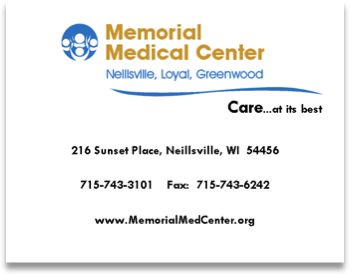 Memorial
Medical Center
Neillsville, Loyal, Greenwood
Care...at its best
216 Sunset Place, Neillsville, WI 54456
715-743-3101 Fax: 715-743-6242
www.MemorialMedCenter.org